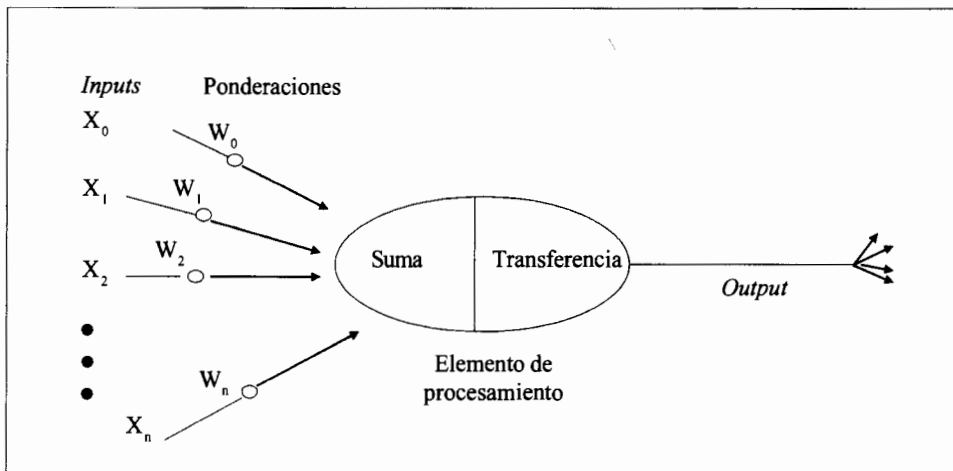 Inputs Ponderaciones
X₀ W₀
X₁ W₁
X₂ W₂
Suma Transferencia
Output
Elemento de
procesamiento
Wₙ
Xₙ